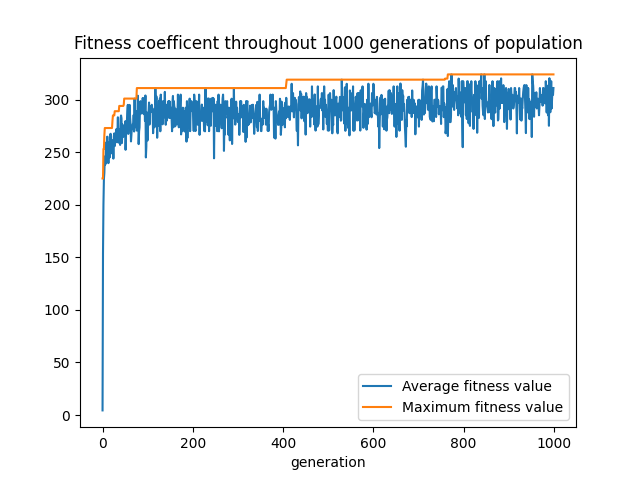 Fitness coefficent throughout 1000 generations of population
300
250
200
150
100
50
0
0 200 400 600 800 1000
generation
Average fitness value
Maximum fitness value